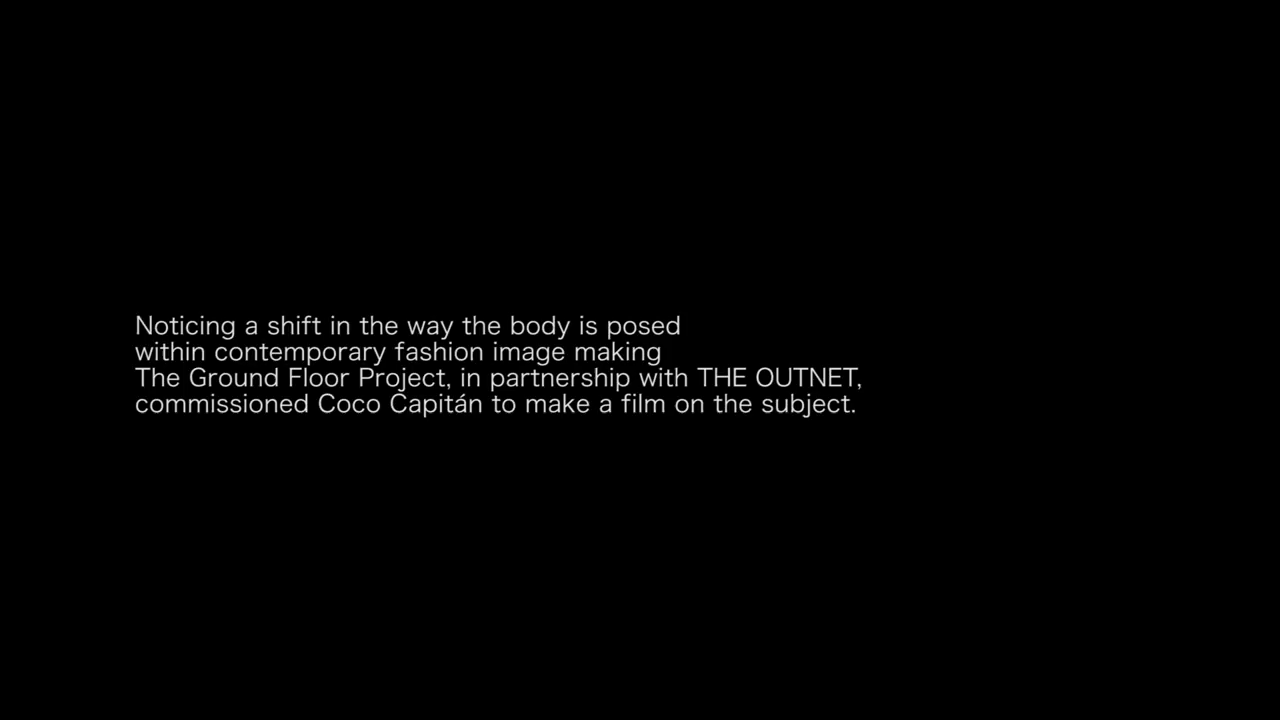 Noticing a shift in the way the body is posed
within contemporary fashion image making
The Ground Floor Project, in partnership with THE OUTNET,
commissioned Coco Capitán to make a film on the subject.